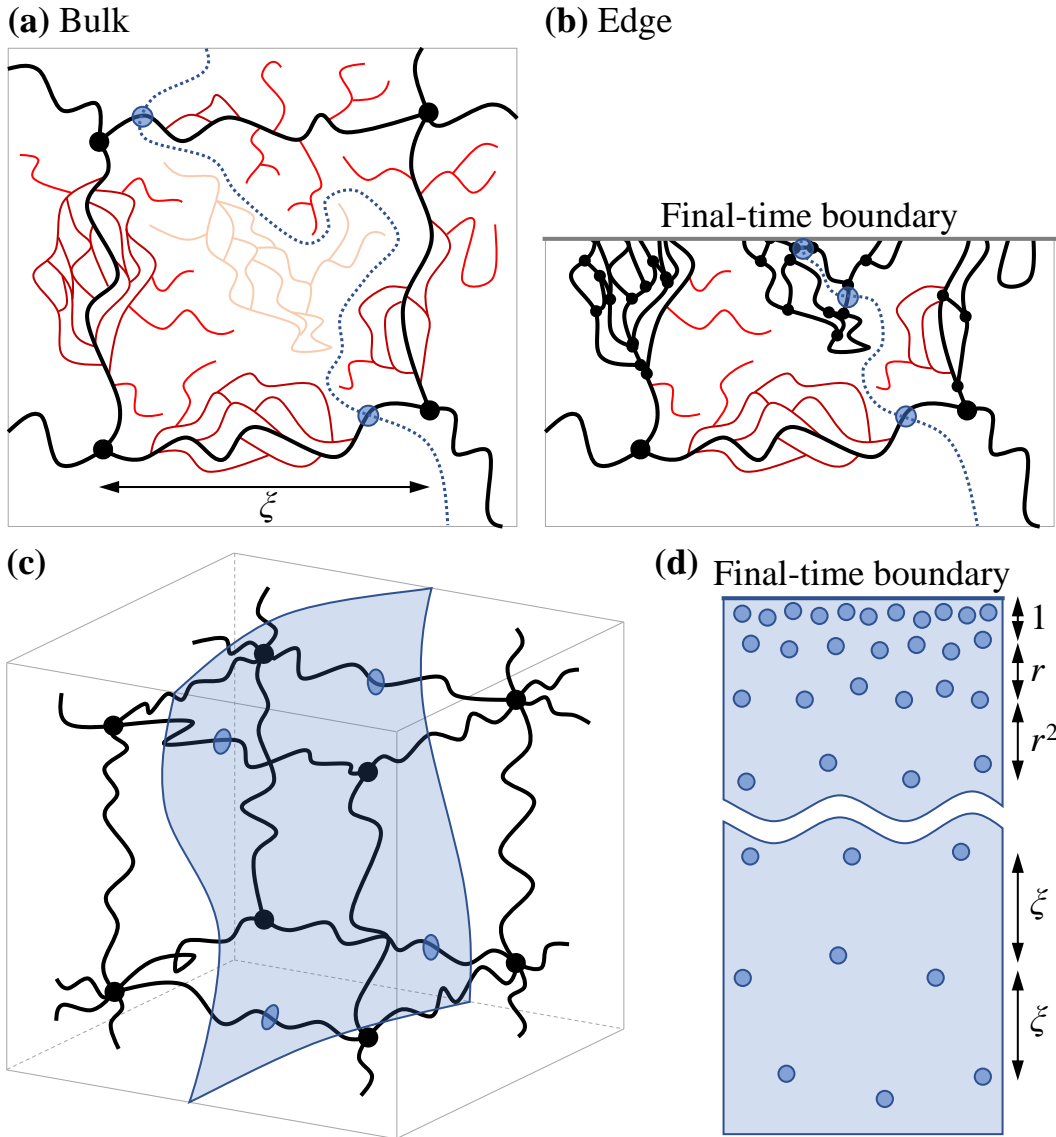 (a) Bulk
(b) Edge
Final-time boundary
ξ
(c)
(d)
Final-time boundary
1
r
r²
ξ
ξ